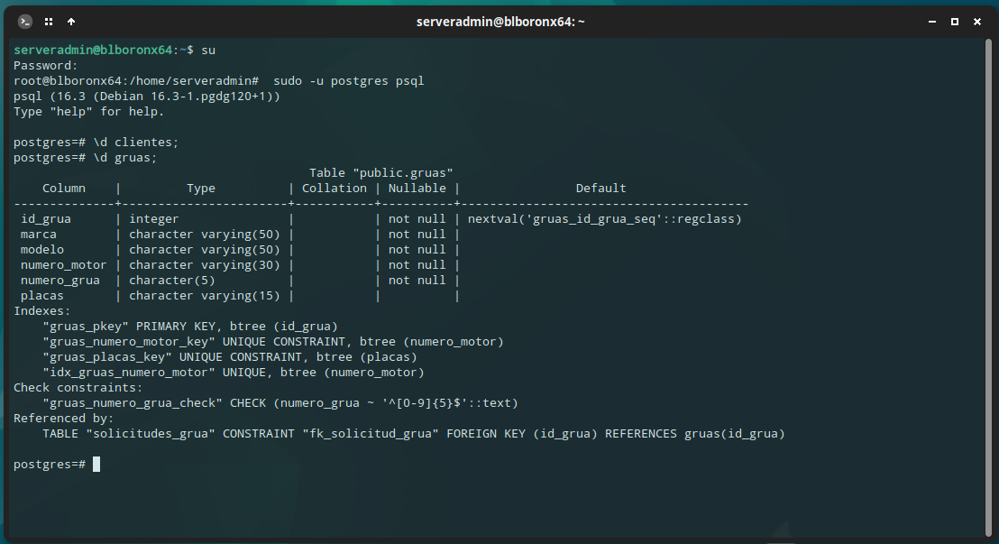 serveradmin@blboronx64: ~
serveradmin@blboronx64:~$ su
Password:
root@blboronx64:/home/serveradmin#  sudo -u postgres psql
psql (16.3 (Debian 16.3-1.pgdg120+1))
Type "help" for help.

postgres=# \d clientes;
postgres=# \d gruas;
                                         Table "public.gruas"
    Column    |         Type          | Collation | Nullable |                Default
--------------+-----------------------+-----------+----------+----------------------------------------
 id_grua      | integer               |           | not null | nextval('gruas_id_grua_seq'::regclass)
 marca        | character varying(50) |           | not null |
 modelo       | character varying(50) |           | not null |
 numero_motor | character varying(30) |           | not null |
 numero_grua  | character(5)          |           | not null |
 placas       | character varying(15) |           |          |
Indexes:
    "gruas_pkey" PRIMARY KEY, btree (id_grua)
    "gruas_numero_motor_key" UNIQUE CONSTRAINT, btree (numero_motor)
    "gruas_placas_key" UNIQUE CONSTRAINT, btree (placas)
    "idx_gruas_numero_motor" UNIQUE, btree (numero_motor)
Check constraints:
    "gruas_numero_grua_check" CHECK (numero_grua ~ '^[0-9]{5}$'::text)
Referenced by:
    TABLE "solicitudes_grua" CONSTRAINT "fk_solicitud_grua" FOREIGN KEY (id_grua) REFERENCES gruas(id_grua)

postgres=#